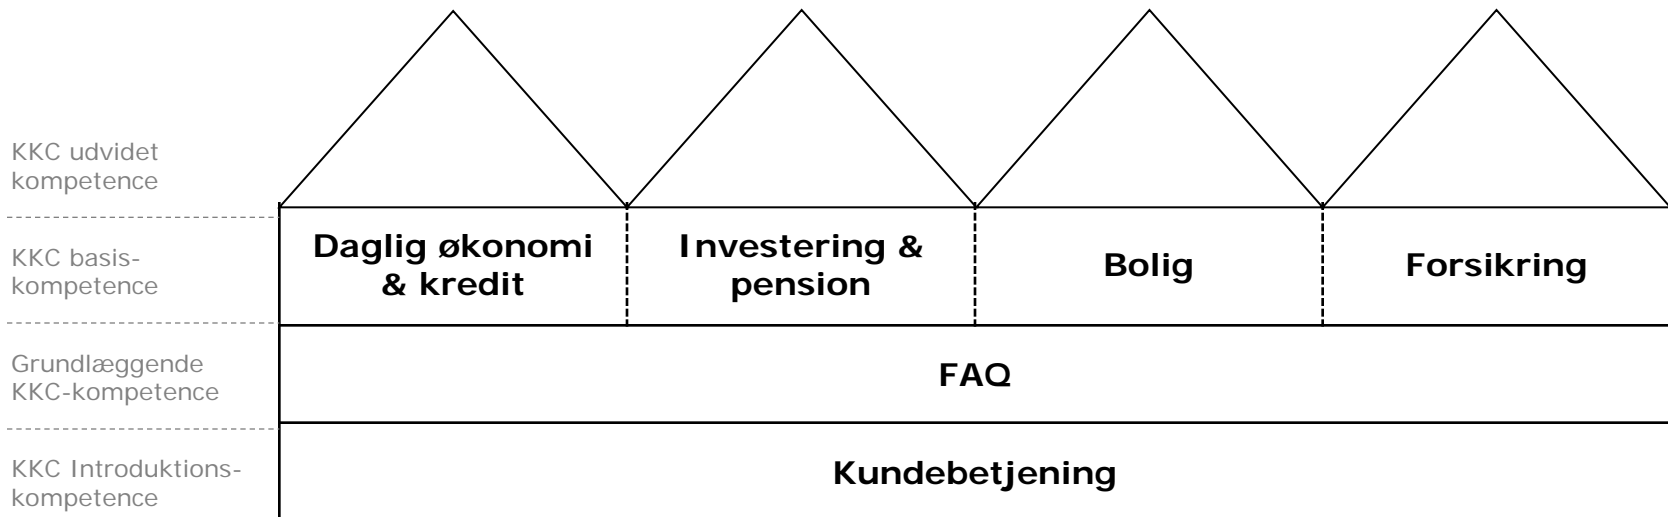 KKC udvidet
kompetence
KKC basis-
kompetence
Daglig økonomi
& kredit
Investering &
pension
Bolig
Forsikring
Grundlæggende
KKC-kompetence
FAQ
KKC Introduktions-
kompetence
Kundebetjening